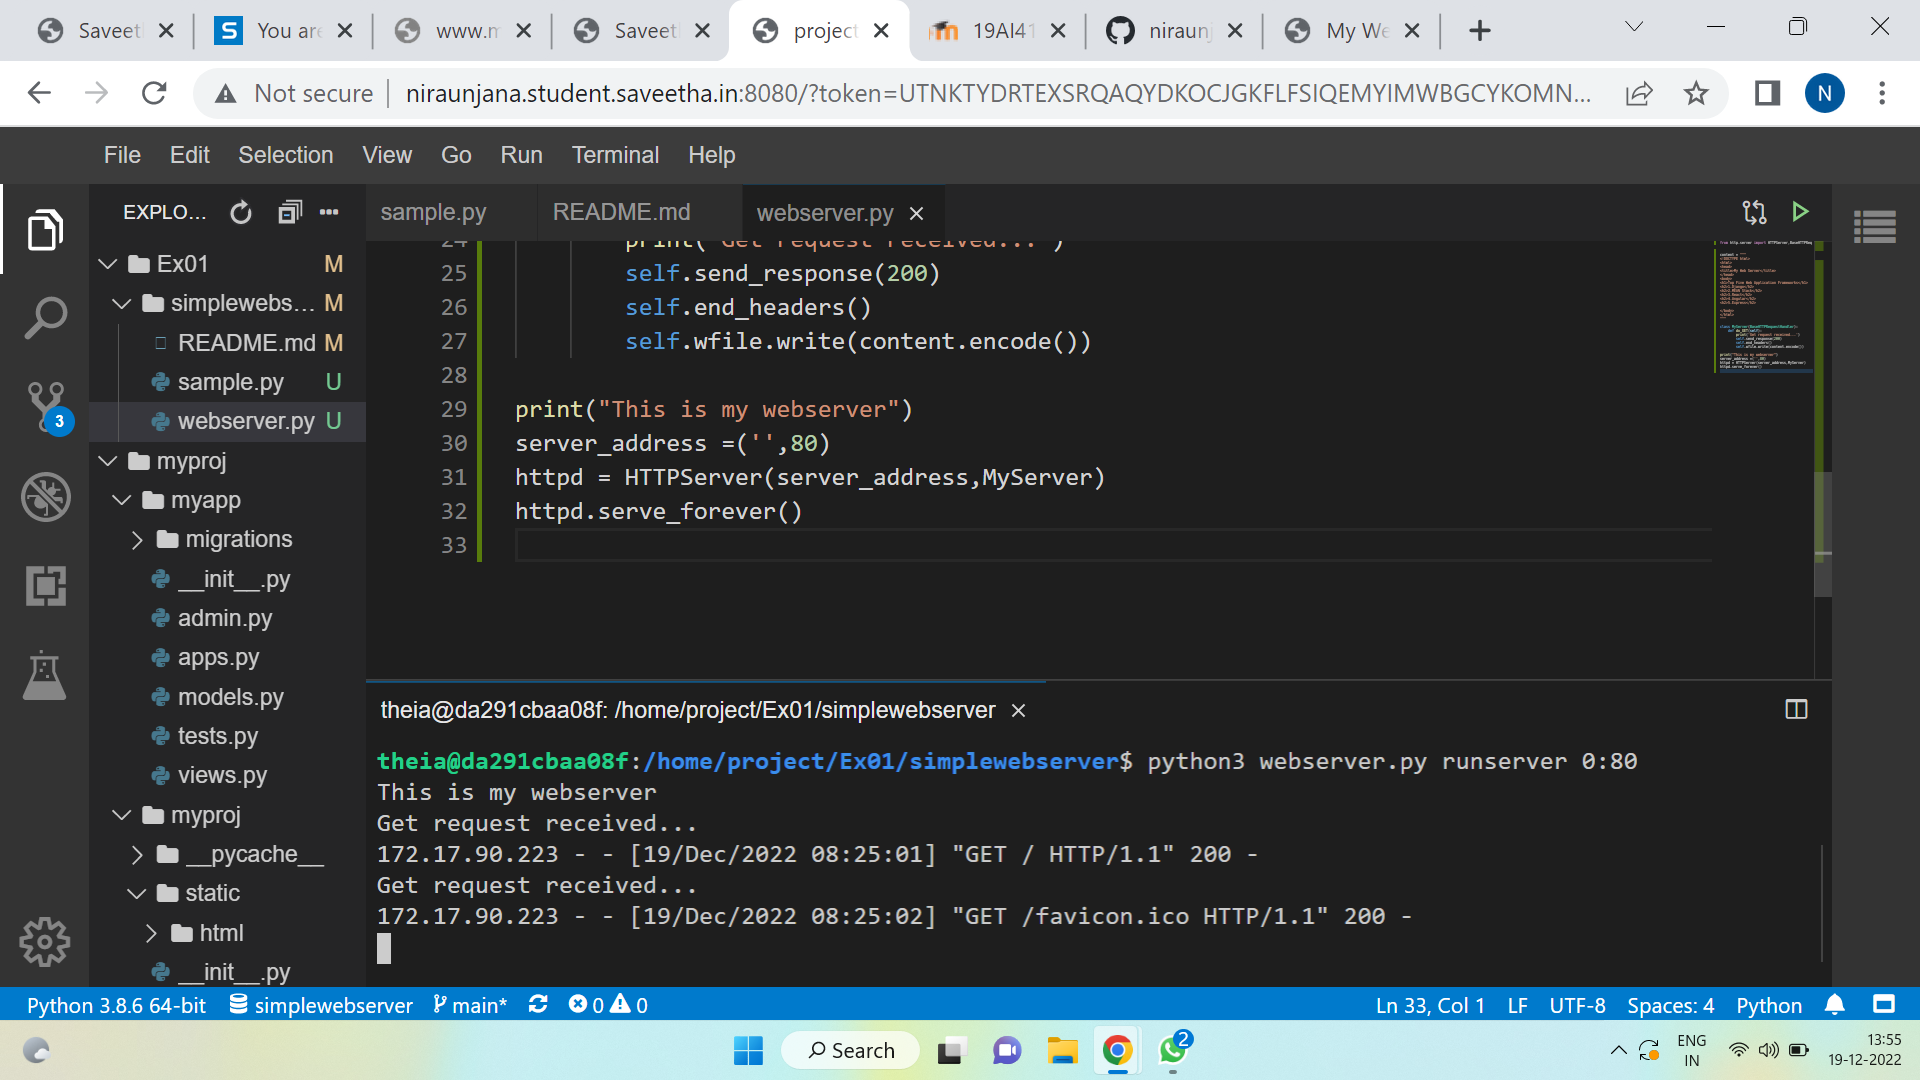 Saveet
You are
www.m
Saveet
project
19AI41
niraunj
My We
Not secure
niraunjana.student.saveetha.in:8080/?token=UTNKTYDRTEXSRQAQYDKOCJGKFLFSIQEMYIMWBGCYKOMN...
N
File Edit Selection View Go Run Terminal Help
EXPLO...
Ex01 M
simplewebs... M
README.md M
sample.py U
webserver.py U
myproj
myapp
migrations
__init__.py
admin.py
apps.py
models.py
tests.py
views.py
myproj
__pycache__
static
html
__init__.py
3
sample.py README.md webserver.py
24 print("Get request received...")
25 self.send_response(200)
26 self.end_headers()
27 self.wfile.write(content.encode())
28
29 print("This is my webserver")
30 server_address =('',80)
31 httpd = HTTPServer(server_address,MyServer)
32 httpd.serve_forever()
33
theia@da291cbaa08f: /home/project/Ex01/simplewebserver
theia@da291cbaa08f:/home/project/Ex01/simplewebserver$ python3 webserver.py runserver 0:80
This is my webserver
Get request received...
172.17.90.223 - - [19/Dec/2022 08:25:01] "GET / HTTP/1.1" 200 -
Get request received...
172.17.90.223 - - [19/Dec/2022 08:25:02] "GET /favicon.ico HTTP/1.1" 200 -
Python 3.8.6 64-bit simplewebserver main* 0 0
Ln 33, Col 1 LF UTF-8 Spaces: 4 Python
Search
2
ENG
IN
13:55
19-12-2022